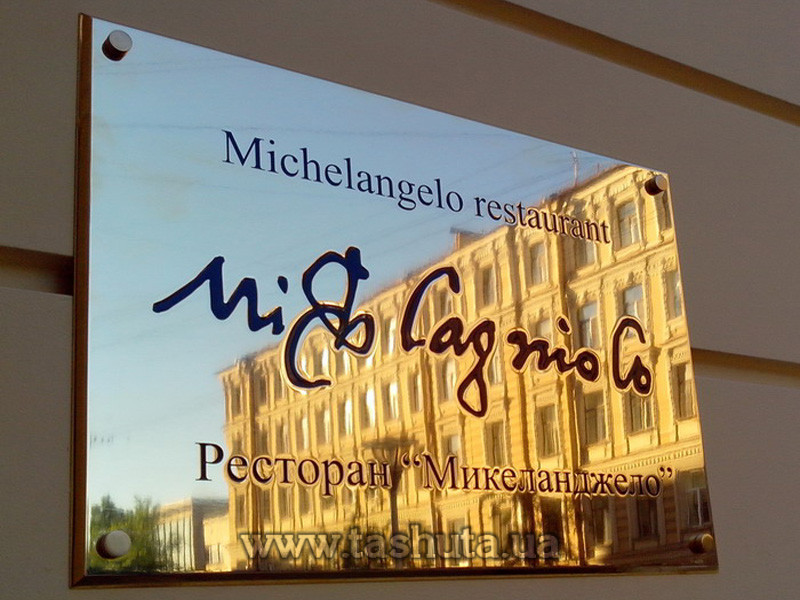 Michelangelo restaurant
Ресторан “Микеланджело”
www.tashuta.ua